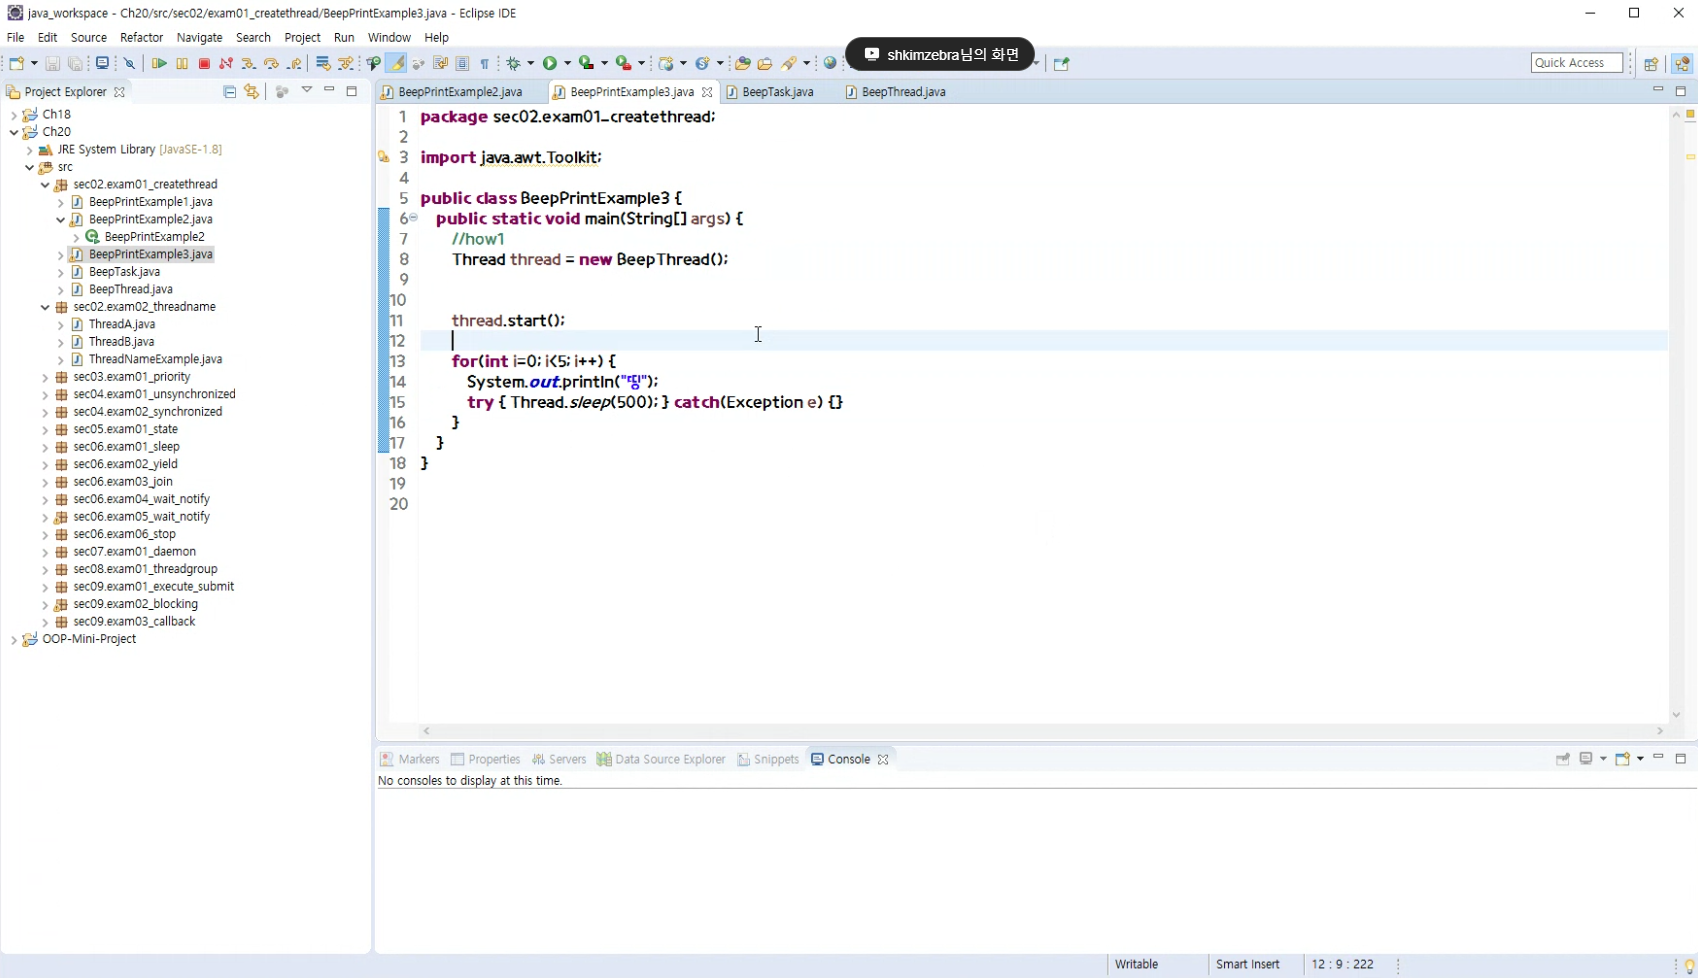 java_workspace - Ch20/src/sec02/exam01_createthread/BeepPrintExample3.java - Eclipse IDE
File Edit Source Refactor Navigate Search Project Run Window Help
shkimzebra님의 화면
Quick Access
Project Explorer
BeepPrintExample2.java BeepPrintExample3.java BeepTask.java BeepThread.java
Ch18
Ch20
JRE System Library [JavaSE-1.8]
src
sec02.exam01_createthread
BeepPrintExample1.java
BeepPrintExample2.java
BeepPrintExample2
BeepPrintExample3.java
BeepTask.java
BeepThread.java
sec02.exam02_threadname
ThreadA.java
ThreadB.java
ThreadNameExample.java
sec03.exam01_priority
sec04.exam01_unsynchronized
sec04.exam02_synchronized
sec05.exam01_state
sec06.exam01_sleep
sec06.exam02_yield
sec06.exam03_join
sec06.exam04_wait_notify
sec06.exam05_wait_notify
sec06.exam06_stop
sec07.exam01_daemon
sec08.exam01_threadgroup
sec09.exam01_execute_submit
sec09.exam02_blocking
sec09.exam03_callback
OOP-Mini-Project
1 package sec02.exam01_createthread;
2
3 import java.awt.Toolkit;
4
5 public class BeepPrintExample3 {
6 public static void main(String[] args) {
7 //how1
8 Thread thread = new BeepThread();
9
10
11 thread.start();
12
13 for(int i=0; i<5; i++) {
14 System.out.println("띵");
15 try { Thread.sleep(500); } catch(Exception e) {}
16 }
17 }
18 }
19
20
Markers Properties Servers Data Source Explorer Snippets Console
No consoles to display at this time.
Writable Smart Insert 12 : 9 : 222